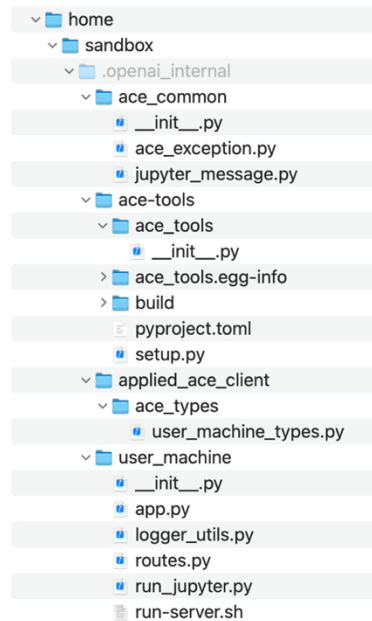 home
sandbox
.openai_internal
ace_common
__init__.py
ace_exception.py
jupyter_message.py
ace-tools
ace_tools
__init__.py
ace_tools.egg-info
build
pyproject.toml
setup.py
applied_ace_client
ace_types
user_machine_types.py
user_machine
__init__.py
app.py
logger_utils.py
routes.py
run_jupyter.py
run-server.sh